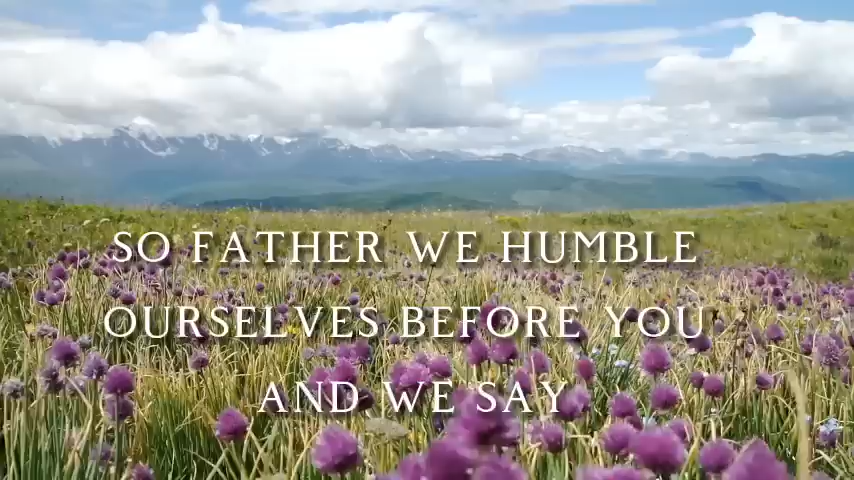 SO FATHER WE HUMBLE
OURSELVES BEFORE YOU
AND WE SAY